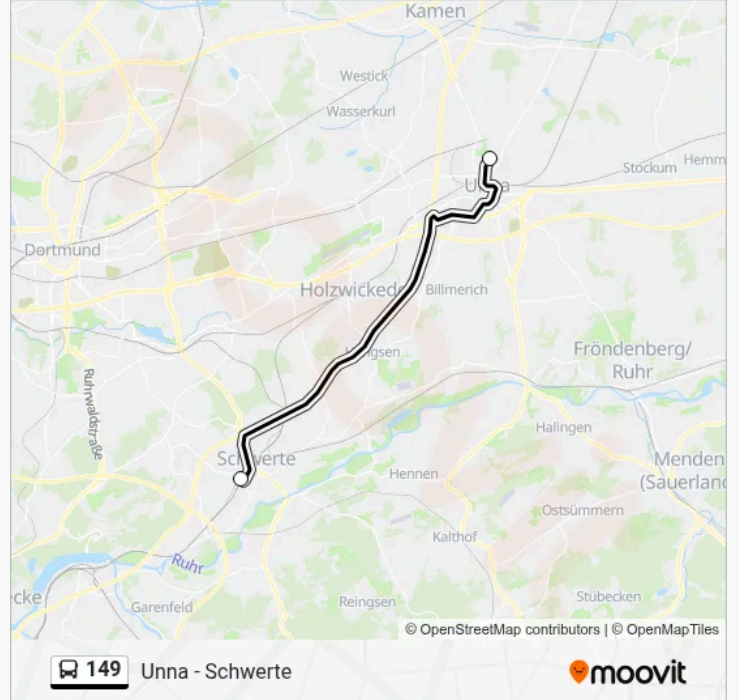 Kamen
Westick
Wasserkurl
Stockum
Hemm
Unna
Dortmund
Holzwickede
Billmerich
Fröndenberg/
Ruhr
Ruhrwaldstraße
Halingen
Schwerte
Hennen
Menden
(Sauerland
Ostsümmern
Kalthof
Ruhr
ecke
Garenfeld
Reingsen
Stübecken
© OpenStreetMap contributors | © OpenMapTiles
149 Unna - Schwerte
moovit